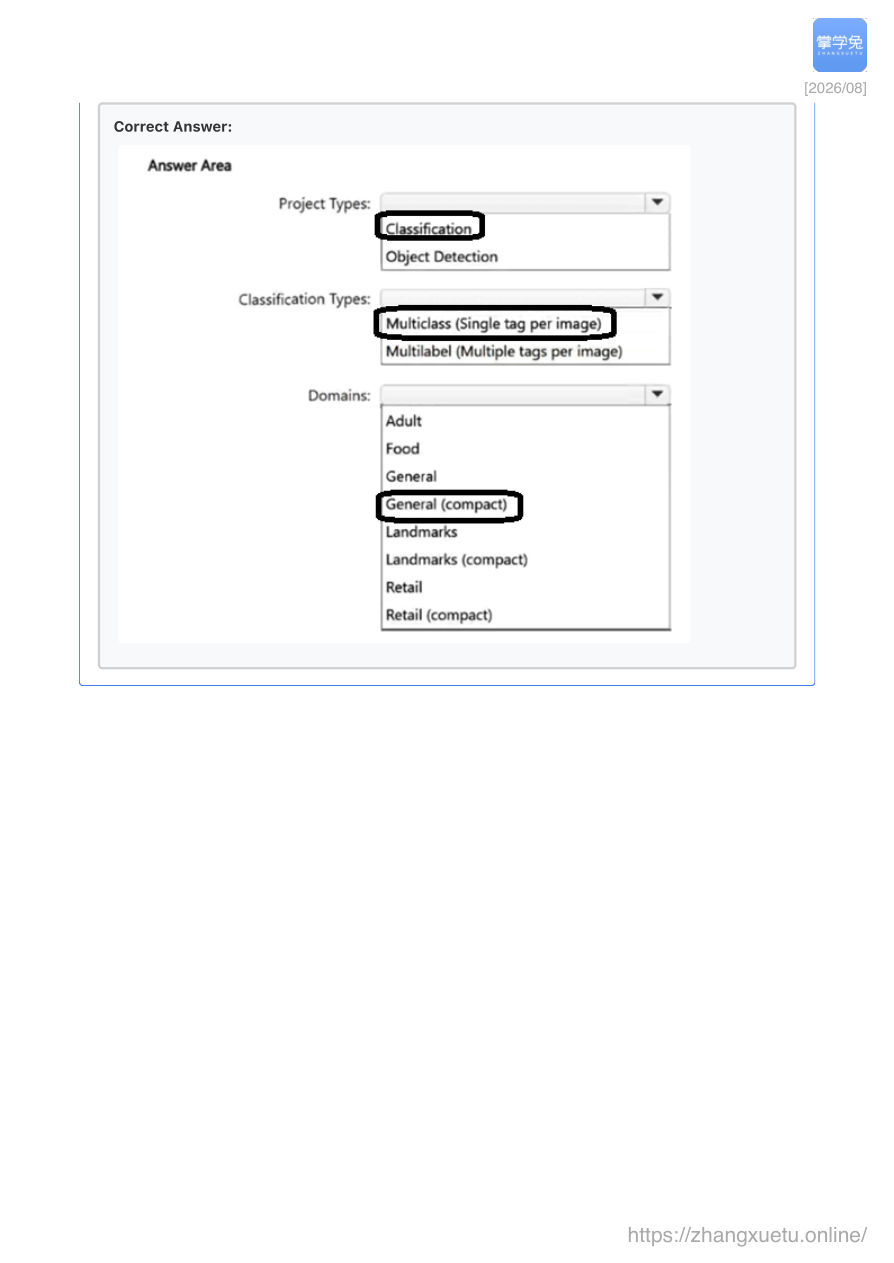 掌学兔
ZHANGXUETU
[2026/08]
Correct Answer:
Answer Area
Project Types:
Classification
Object Detection
Classification Types:
Multiclass (Single tag per image)
Multilabel (Multiple tags per image)
Domains:
Adult
Food
General
General (compact)
Landmarks
Landmarks (compact)
Retail
Retail (compact)
https://zhangxuetu.online/